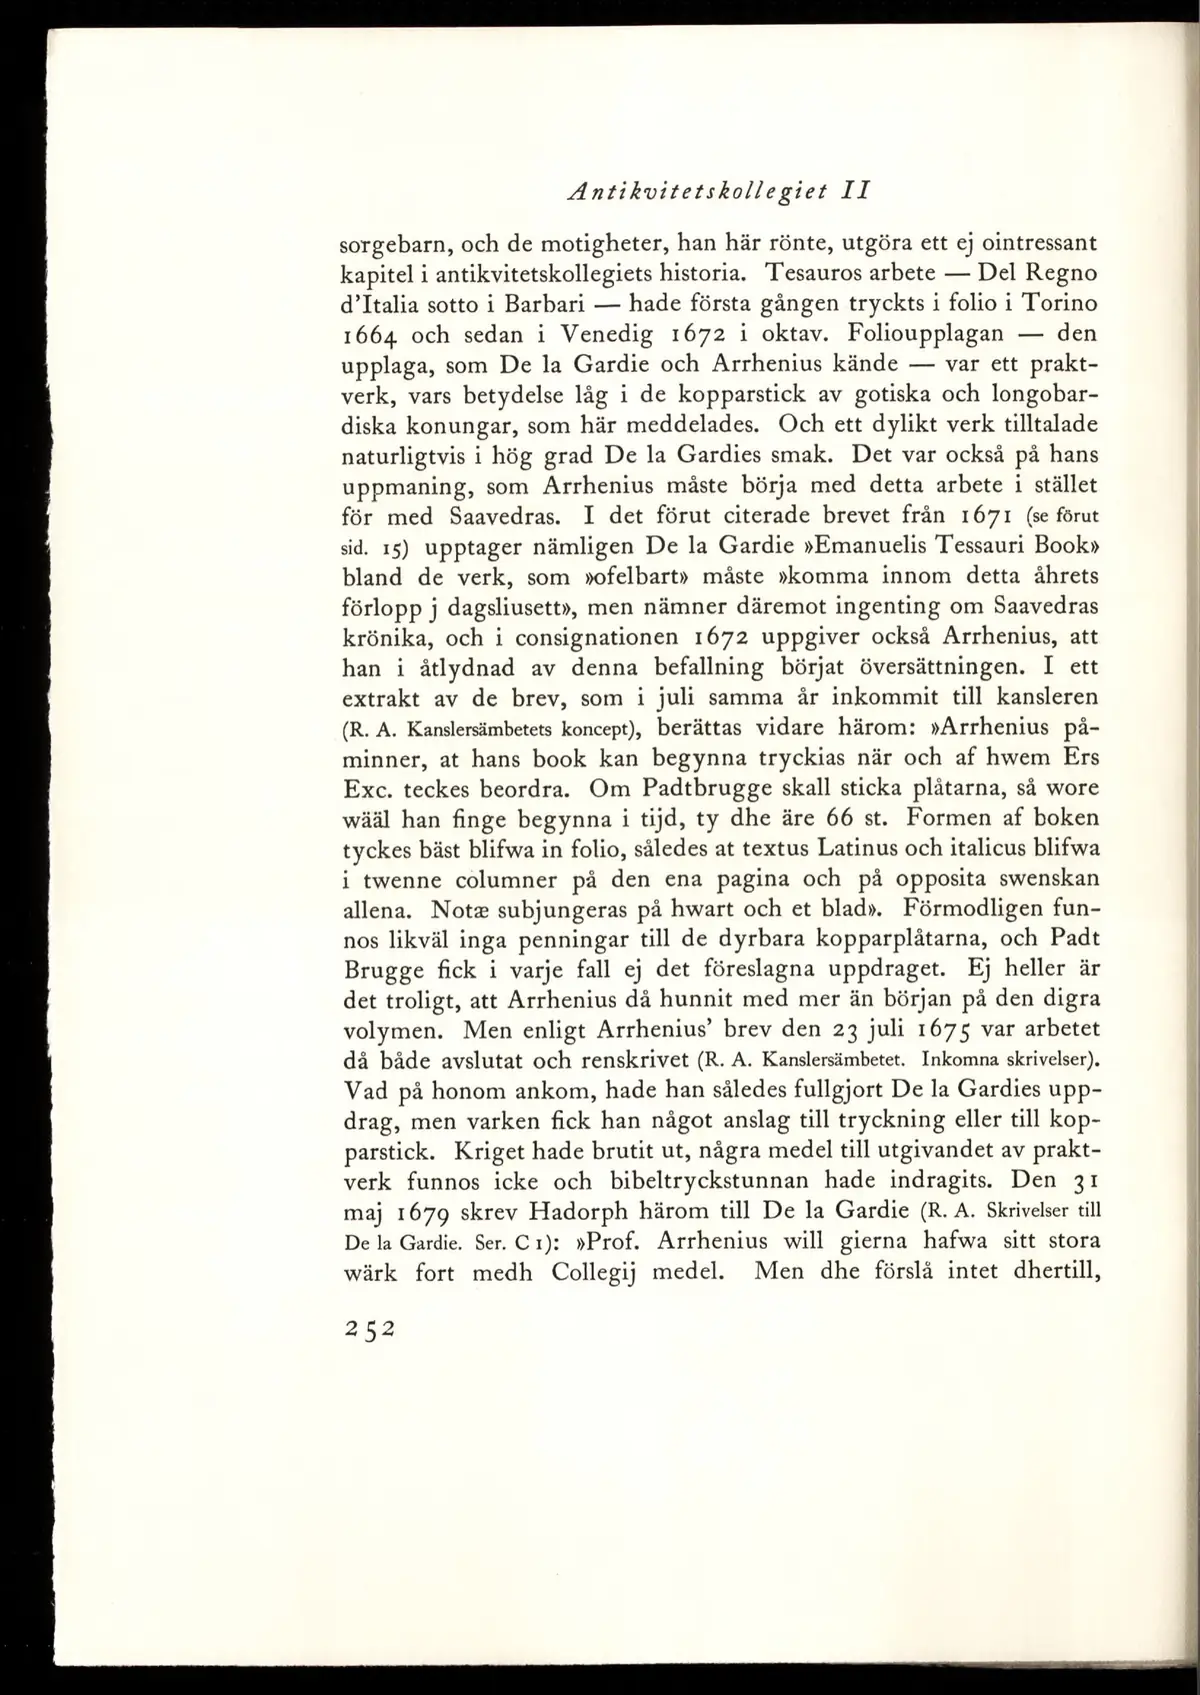 Antikvitetskollegiet II
sorgebarn, och de motigheter, han här rönte, utgöra ett ej ointressant
kapitel i antikvitetskollegiets historia. Tesauros arbete — Del Regno
d'Italia sotto i Barbari — hade första gången tryckts i folio i Torino
1664 och sedan i Venedig 1672 i oktav. Folioupplagan — den
upplaga, som De la Gardie och Arrhenius kände — var ett prakt-
verk, vars betydelse låg i de kopparstick av gotiska och longobar-
diska konungar, som här meddelades. Och ett dylikt verk tilltalade
naturligtvis i hög grad De la Gardies smak. Det var också på hans
uppmaning, som Arrhenius måste börja med detta arbete i stället
för med Saavedras. I det förut citerade brevet från 1671 (se förut
sid. 15) upptager nämligen De la Gardie »Emanuelis Tessauri Book»
bland de verk, som »ofelbart» måste »komma innom detta åhrets
förlopp j dagsliusett», men nämner däremot ingenting om Saavedras
krönika, och i consignationen 1672 uppgiver också Arrhenius, att
han i åtlydnad av denna befallning börjat översättningen. I ett
extrakt av de brev, som i juli samma år inkommit till kansleren
(R. A. Kanslersämbetets koncept), berättas vidare härom: »Arrhenius på-
minner, at hans book kan begynna tryckias när och af hwem Ers
Exc. teckes beordra. Om Padtbrugge skall sticka plåtarna, så wore
wääl han finge begynna i tijd, ty dhe äre 66 st. Formen af boken
tyckes bäst blifwa in folio, således at textus Latinus och italicus blifwa
i twenne columner på den ena pagina och på opposita swenskan
allena. Notæ subjungeras på hwart och et blad». Förmodligen fun-
nos likväl inga penningar till de dyrbara kopparplåtarna, och Padt
Brugge fick i varje fall ej det föreslagna uppdraget. Ej heller är
det troligt, att Arrhenius då hunnit med mer än början på den digra
volymen. Men enligt Arrhenius' brev den 23 juli 1675 var arbetet
då både avslutat och renskrivet (R. A. Kanslersämbetet. Inkomna skrivelser).
Vad på honom ankom, hade han således fullgjort De la Gardies upp-
drag, men varken fick han något anslag till tryckning eller till kop-
parstick. Kriget hade brutit ut, några medel till utgivandet av prakt-
verk funnos icke och bibeltryckstunnan hade indragits. Den 31
maj 1679 skrev Hadorph härom till De la Gardie (R. A. Skrivelser till
De la Gardie. Ser. C 1): »Prof. Arrhenius will gierna hafwa sitt stora
wärk fort medh Collegij medel. Men dhe förslå intet dhertill,
252